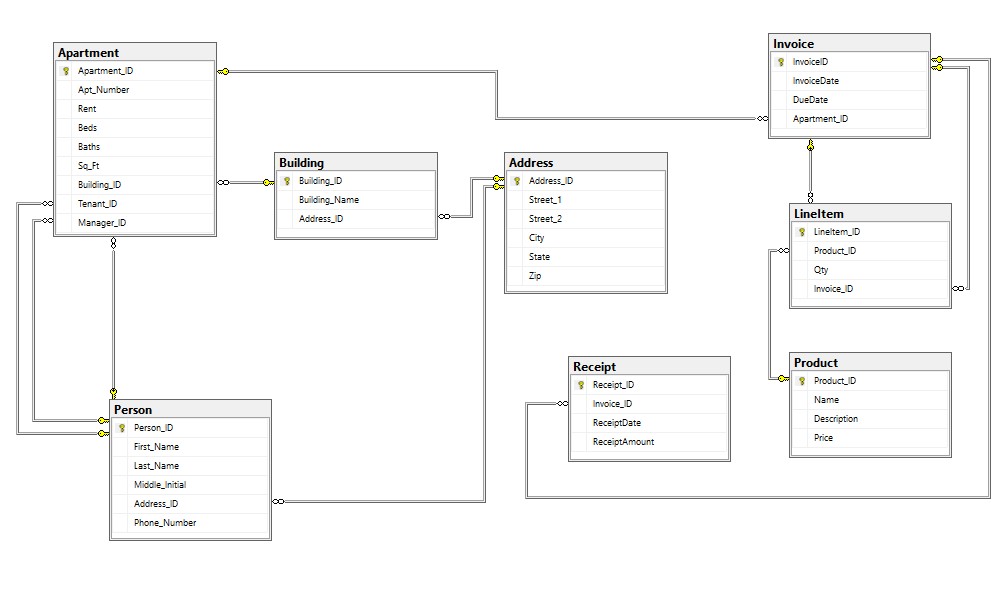 Apartment
Apartment_ID
Apt_Number
Rent
Beds
Baths
Sq_Ft
Building_ID
Tenant_ID
Manager_ID
Building
Building_ID
Building_Name
Address_ID
Address
Address_ID
Street_1
Street_2
City
State
Zip
Invoice
InvoiceID
InvoiceDate
DueDate
Apartment_ID
LineItem
LineItem_ID
Product_ID
Qty
Invoice_ID
Product
Product_ID
Name
Description
Price
Receipt
Receipt_ID
Invoice_ID
ReceiptDate
ReceiptAmount
Person
Person_ID
First_Name
Last_Name
Middle_Initial
Address_ID
Phone_Number